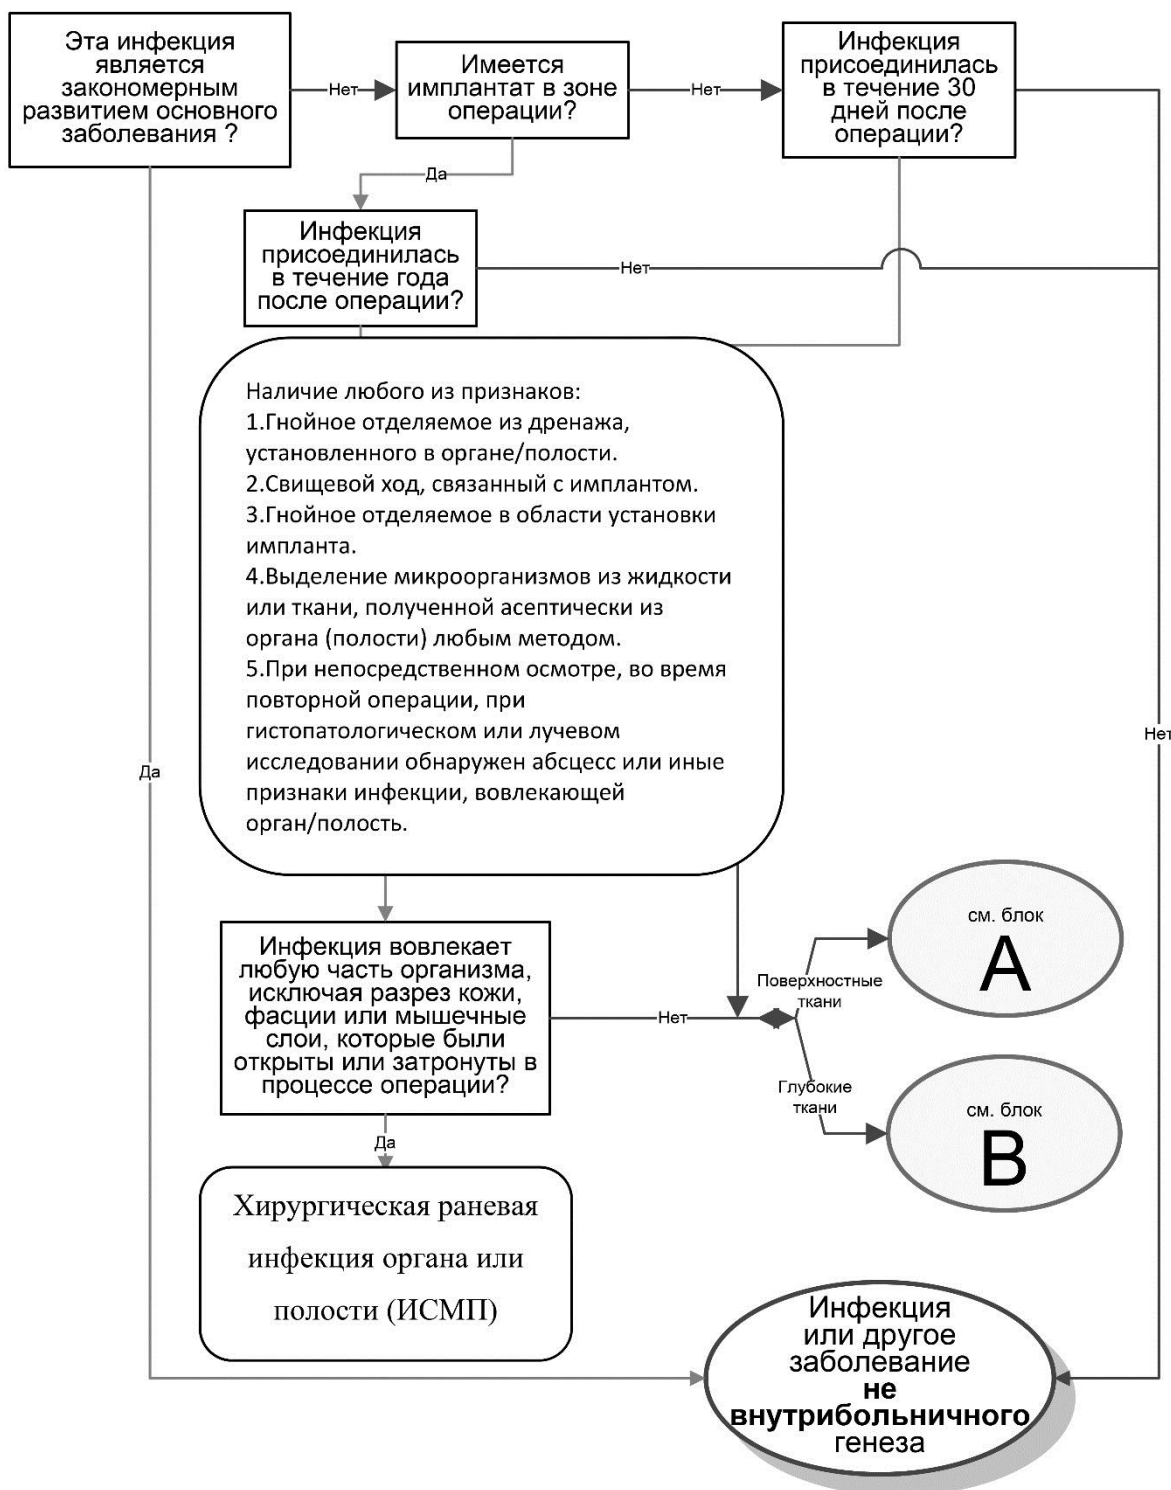 Эта инфекция
является
закономерным
развитием основного
заболевания ?
Нет
Имеется
имплантат в зоне
операции?
Нет
Инфекция
присоединилась
в течение 30
дней после
операции?
Да
Инфекция
присоединилась
в течение года
после операции?
Нет
Наличие любого из признаков:
1.Гнойное отделяемое из дренажа,
установленного в органе/полости.
2.Свищевой ход, связанный с имплантом.
3.Гнойное отделяемое в области установки
импланта.
4.Выделение микроорганизмов из жидкости
или ткани, полученной асептически из
органа (полости) любым методом.
5.При непосредственном осмотре, во время
повторной операции, при
гистопатологическом или лучевом
исследовании обнаружен абсцесс или иные
признаки инфекции, вовлекающей
орган/полость.
Нет
Да
Инфекция вовлекает
любую часть организма,
исключая разрез кожи,
фасции или мышечные
слои, которые были
открыты или затронуты в
процессе операции?
Нет
Поверхностные
ткани
см. блок
A
Глубокие
ткани
см. блок
B
Да
Хирургическая раневая
инфекция органа или
полости (ИСМП)
Инфекция
или другое
заболевание
не
внутрибольничного
генеза